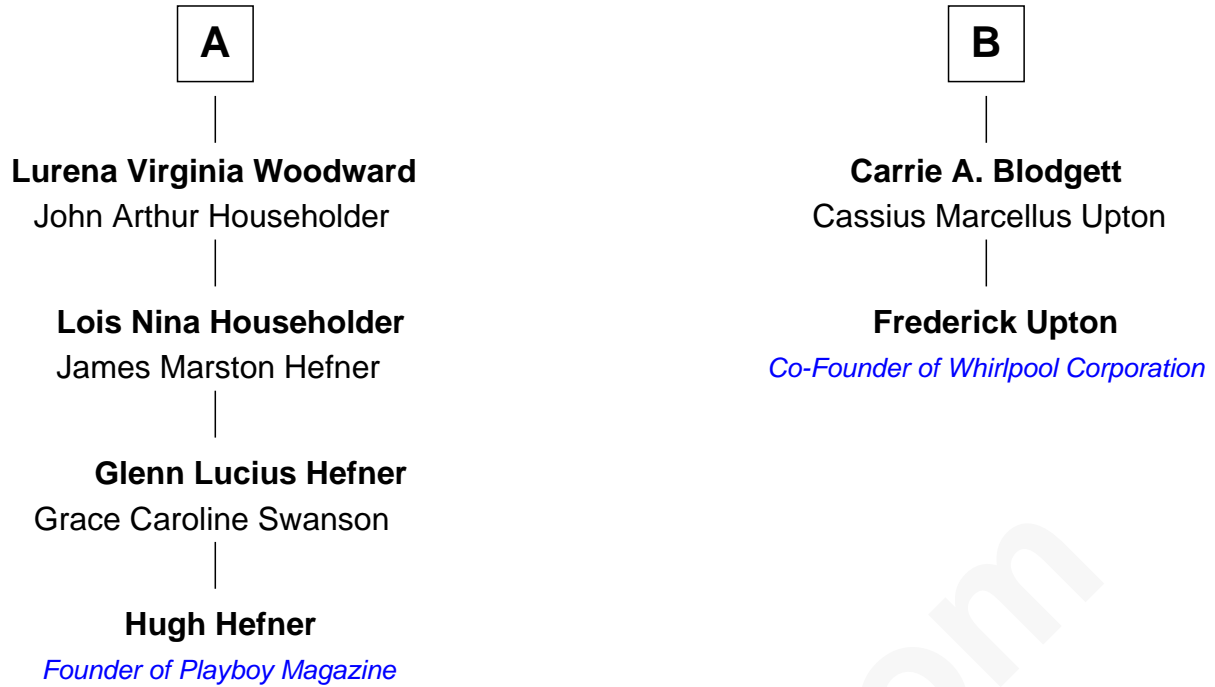 A
Lurena Virginia Woodward
John Arthur Householder
Lois Nina Householder
James Marston Hefner
Glenn Lucius Hefner
Grace Caroline Swanson
Hugh Hefner
Founder of Playboy Magazine
B
Carrie A. Blodgett
Cassius Marcellus Upton
Frederick Upton
Co-Founder of Whirlpool Corporation
om